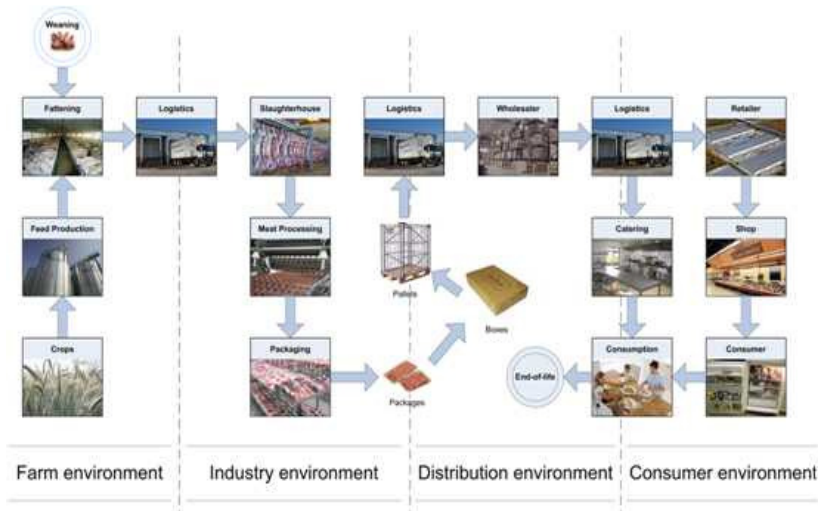 Weaning
Fattening
Logistics
Slaughterhouse
Logistics
Wholesaler
Logistics
Retailer
Feed Production
Meat Processing
Pallets
Catering
Shop
Boxes
Crops
Packaging
Packages
End-of-life
Consumption
Consumer
Farm environment
Industry environment
Distribution environment
Consumer environment